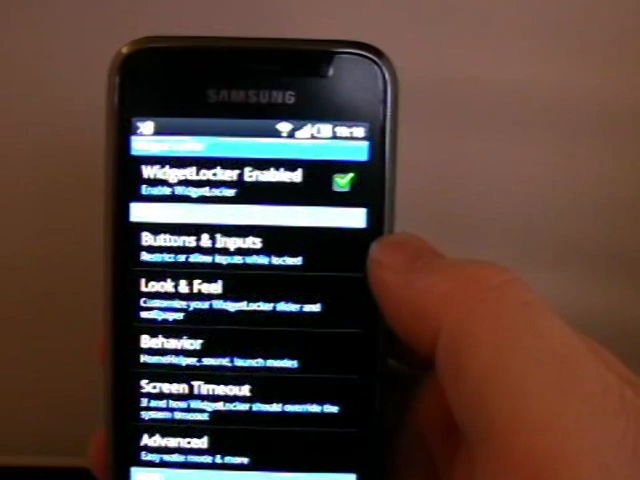 SAMSUNG
19:18
WidgetLocker
WidgetLocker Enabled
Enable WidgetLocker
Buttons & Inputs
Restrict or allow inputs while locked
Look & Feel
Customize your WidgetLocker slider and
wallpaper
Behavior
HomeHelper, sound, launch modes
Screen Timeout
If and how WidgetLocker should override the
system timeout
Advanced
Easy wake mode & more